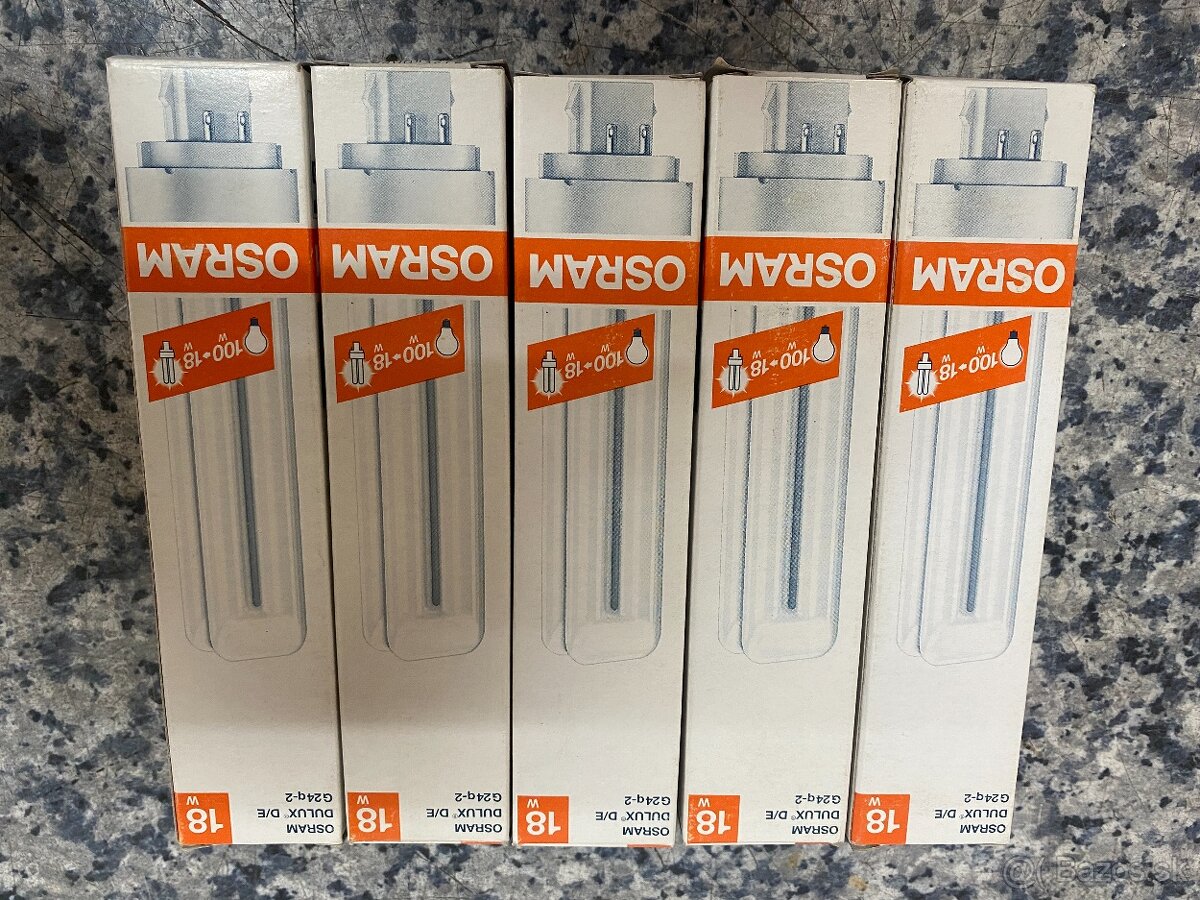 OSRAM
DULUX® D/E
G24q-2
18
W
100→18
W W
OSRAM
OSRAM
DULUX® D/E
G24q-2
18
W
100→18
W W
OSRAM
OSRAM
DULUX® D/E
G24q-2
18
W
100→18
W W
OSRAM
OSRAM
DULUX® D/E
G24q-2
18
W
100→18
W W
OSRAM
OSRAM
DULUX® D/E
G24q-2
18
W
100→18
W W
OSRAM
Bazos.sk